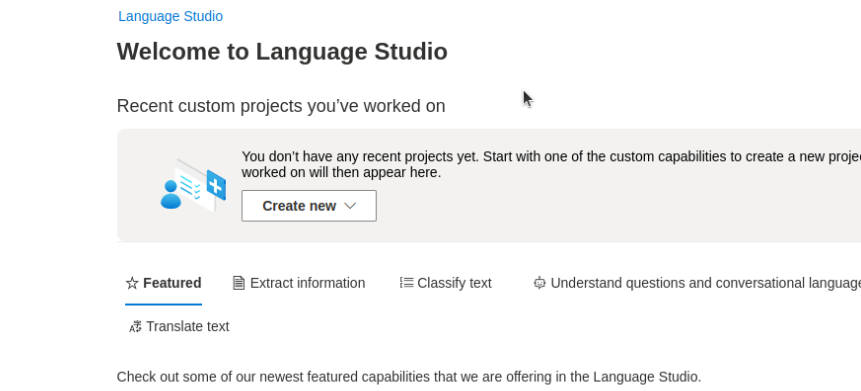 Language Studio
Welcome to Language Studio
Recent custom projects you’ve worked on
You don’t have any recent projects yet. Start with one of the custom capabilities to create a new
worked on will then appear here.
Create new
Featured
Extract information
Classify text
Understand questions and conversational language
Translate text
Check out some of our newest featured capabilities that we are offering in the Language Studio.